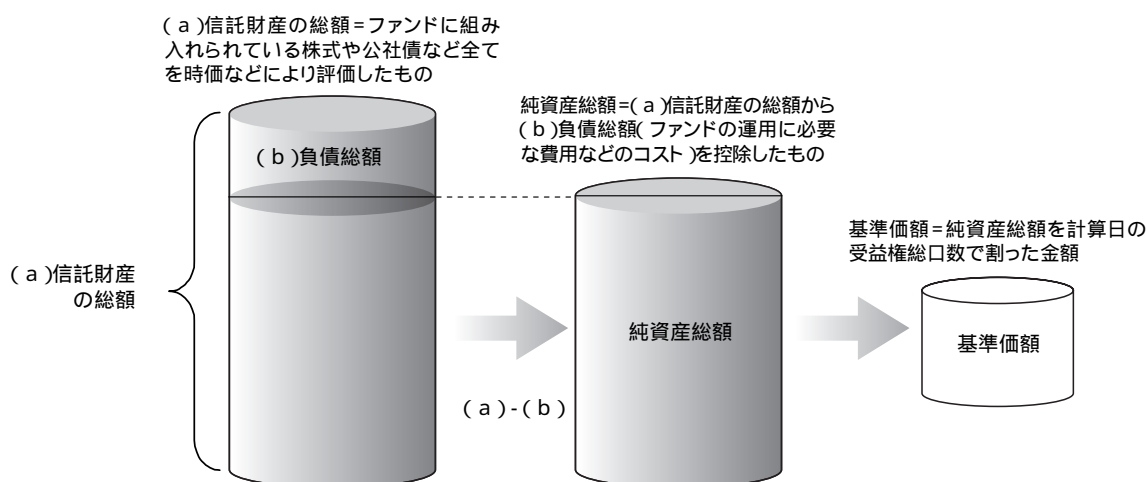 (a)信託財産の総額=ファンドに組み
入れられている株式や公社債など全て
を時価などにより評価したもの
純資産総額=(a)信託財産の総額から
(b)負債総額(ファンドの運用に必要
な費用などのコスト)を控除したもの
(b)負債総額
基準価額=純資産総額を計算日の
受益権総口数で割った金額
(a)信託財産
の総額
純資産総額
基準価額
(a)-(b)